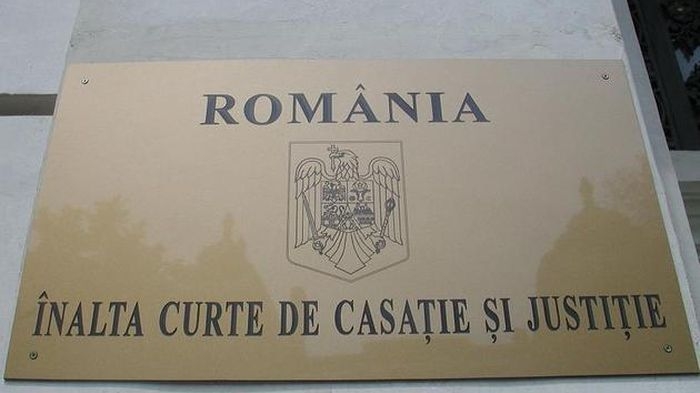 ROMÂNIA
ÎNALTA CURTE DE CASAȚIE ȘI JUSTIȚIE